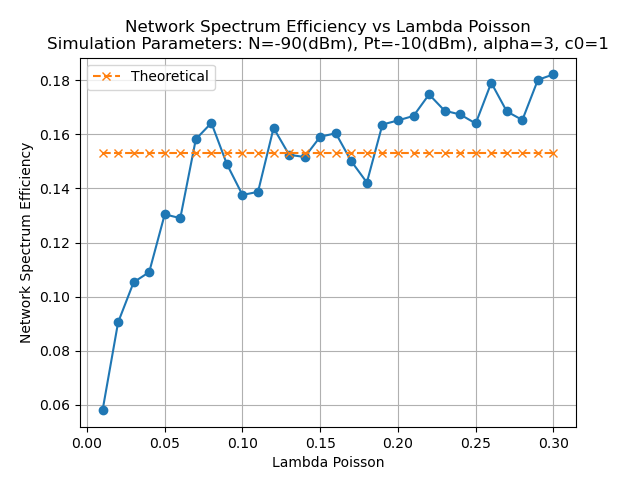 Network Spectrum Efficiency vs Lambda Poisson
Simulation Parameters: N=-90(dBm), Pt=-10(dBm), alpha=3, c0=1
Theoretical
Network Spectrum Efficiency
0.18
0.16
0.14
0.12
0.10
0.08
0.06
0.00 0.05 0.10 0.15 0.20 0.25 0.30
Lambda Poisson